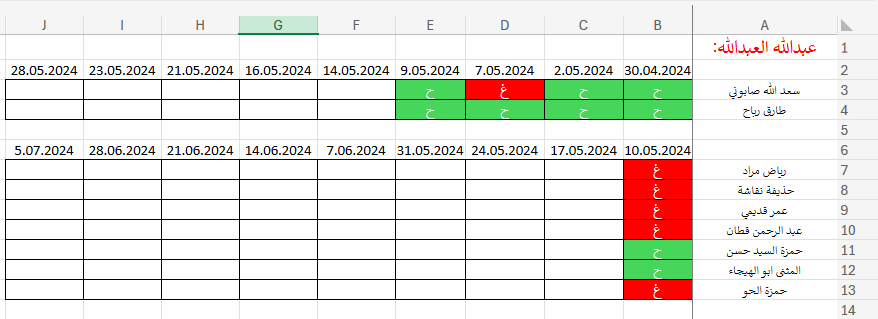 A B C D E F G H I J
1 عبدالله العبدالله:
2 30.04.2024 2.05.2024 7.05.2024 9.05.2024 14.05.2024 16.05.2024 21.05.2024 23.05.2024 28.05.2024
3 سعد الله صابوني ح ح غ ح
4 طارق رباح ح ح ح ح
5
6 10.05.2024 17.05.2024 24.05.2024 31.05.2024 7.06.2024 14.06.2024 21.06.2024 28.06.2024 5.07.2024
7 رياض مراد غ
8 حذيفة نقاشة غ
9 عمر قديمي غ
10 عبد الرحمن قطان غ
11 حمزة السيد حسن ح
12 المثنى ابو الهيجاء ح
13 حمزة الحو غ
14